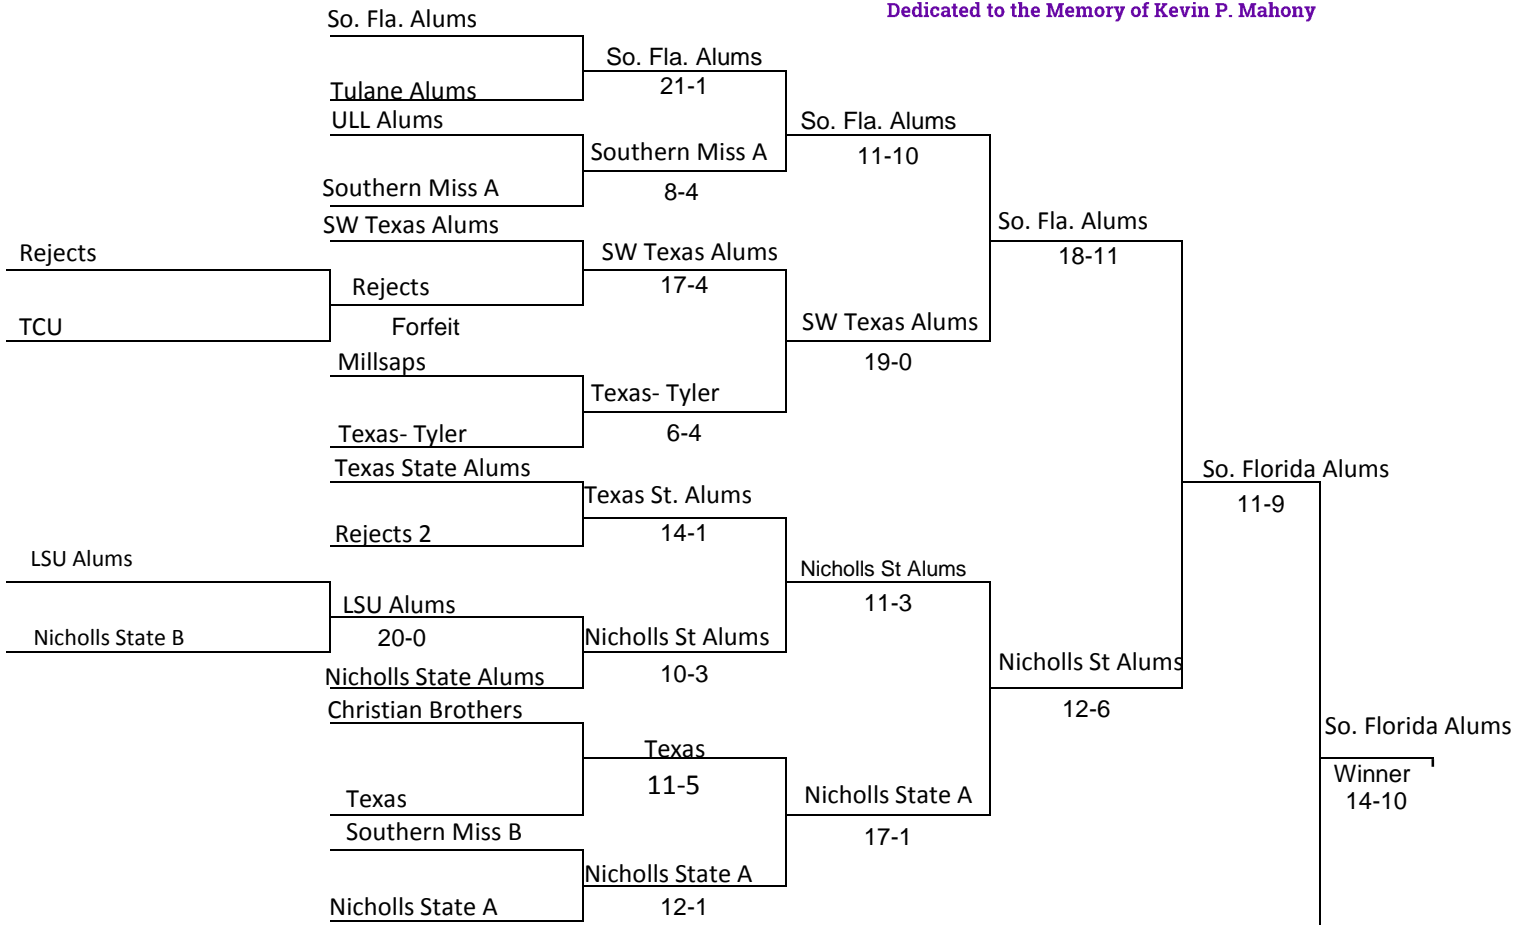 Dedicated to the Memory of Kevin P. Mahony
So. Fla. Alums
So. Fla. Alums
21-1
Tulane Alums
ULL Alums
So. Fla. Alums
11-10
Southern Miss A
8-4
Southern Miss A
SW Texas Alums
So. Fla. Alums
18-11
Rejects
SW Texas Alums
17-4
Rejects
Forfeit
TCU
SW Texas Alums
19-0
Millsaps
Texas- Tyler
6-4
Texas- Tyler
Texas State Alums
So. Florida Alums
11-9
Texas St. Alums
14-1
Rejects 2
LSU Alums
Nicholls St Alums
11-3
LSU Alums
20-0
Nicholls State B
Nicholls St Alums
10-3
Nicholls St Alums
12-6
Nicholls State Alums
Christian Brothers
So. Florida Alums
Winner
14-10
Texas
11-5
Texas
Nicholls State A
17-1
Southern Miss B
Nicholls State A
12-1
Nicholls State A